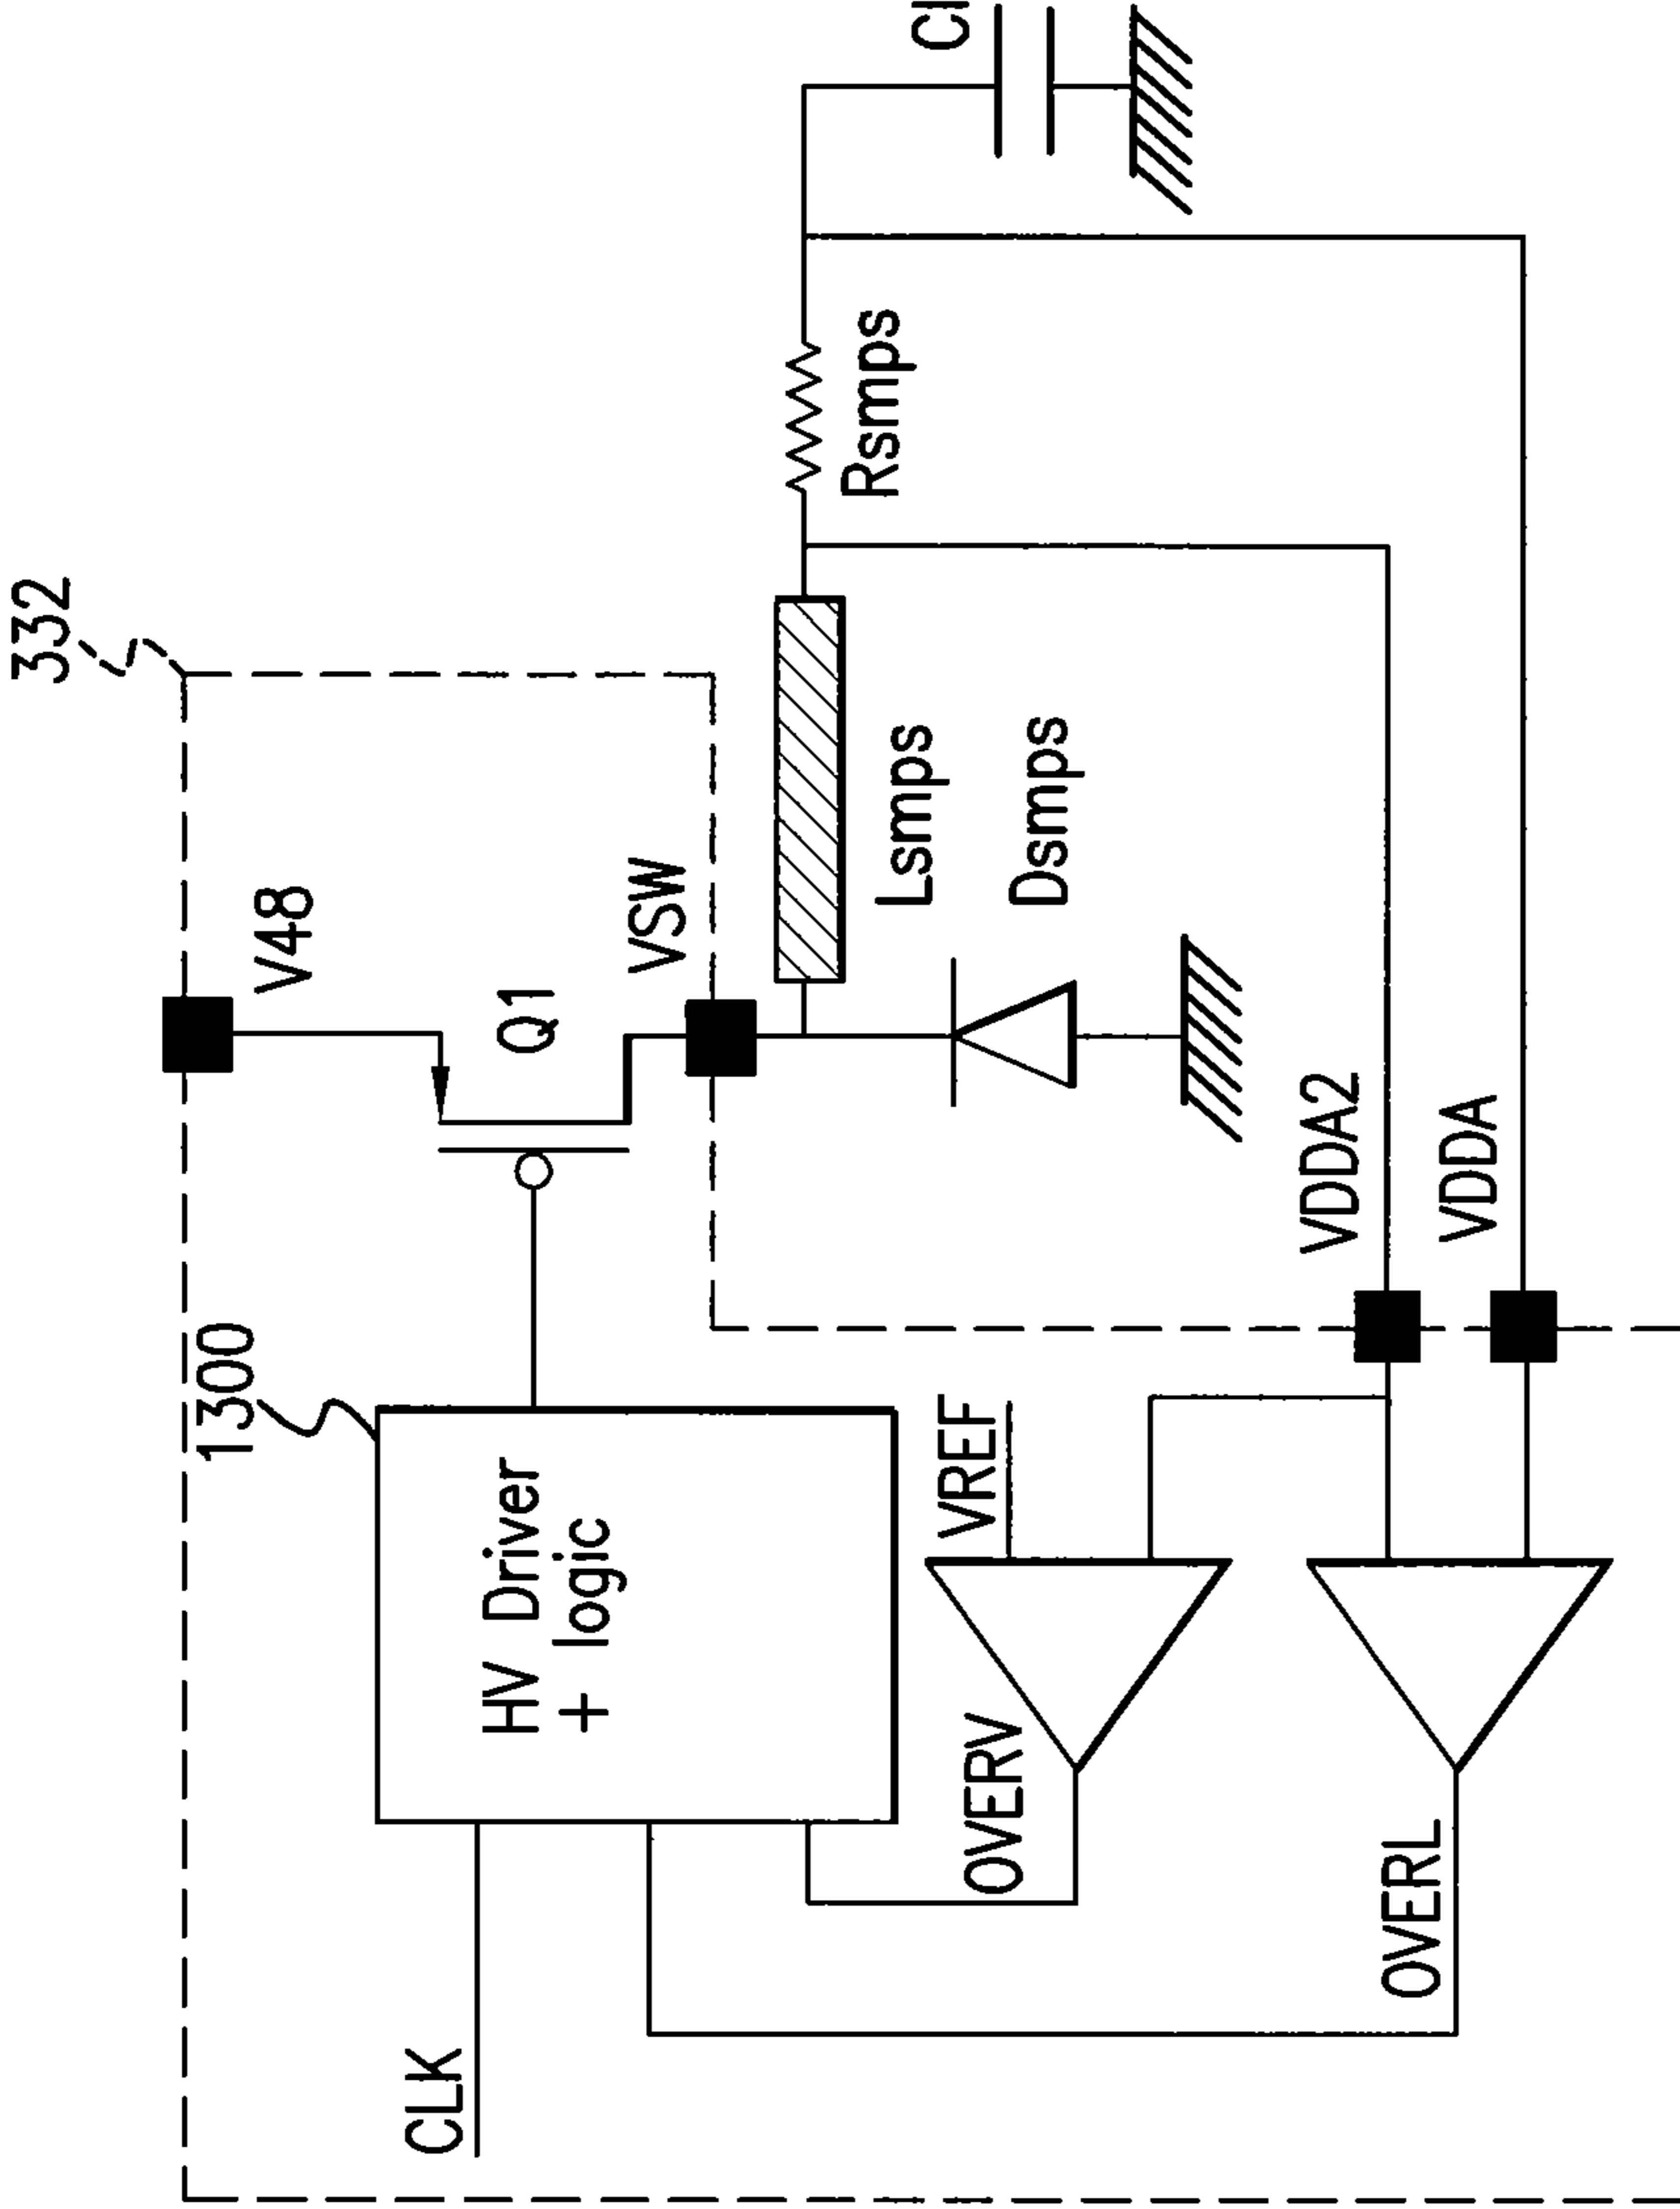 332
1300
V48
Q1
VSW
HV Driver
+ logic
CLK
Lsmps
Rsmps
Dsmps
VREF
OVERV
VDDA2
VDDA
OVERL